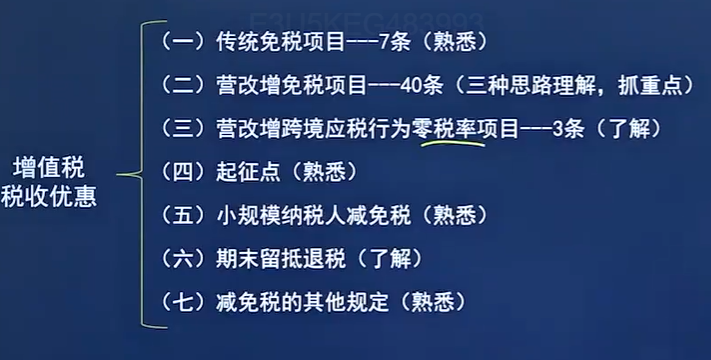 E3U5KEG483993
（一）传统免税项目---7条（熟悉）
（二）营改增免税项目---40条（三种思路理解，抓重点）
（三）营改增跨境应税行为零税率项目---3条（了解）
增值税
税收优惠
（四）起征点（熟悉）
（五）小规模纳税人减免税（熟悉）
（六）期末留抵退税（了解）
（七）减免税的其他规定（熟悉）